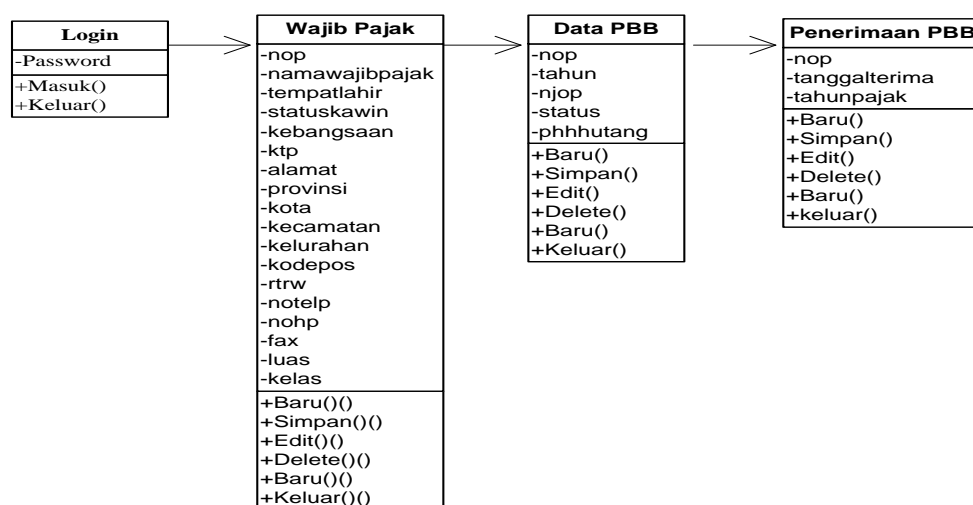 Login
-Password
+Masuk()
+Keluar()
Wajib Pajak
-nop
-namawajibpajak
-tempatlahir
-statuskawin
-kebangsaan
-ktp
-alamat
-provinsi
-kota
-kecamatan
-kelurahan
-kodepos
-rtrw
-notelp
-nohp
-fax
-luas
-kelas
+Baru()()
+Simpan()()
+Edit()()
+Delete()()
+Baru()()
+Keluar()()
Data PBB
-nop
-tahun
-njop
-status
-phhhutang
+Baru()
+Simpan()
+Edit()
+Delete()
+Baru()
+Keluar()
Penerimaan PBB
-nop
-tanggalterima
-tahunpajak
+Baru()
+Simpan()
+Edit()
+Delete()
+Baru()
+keluar()